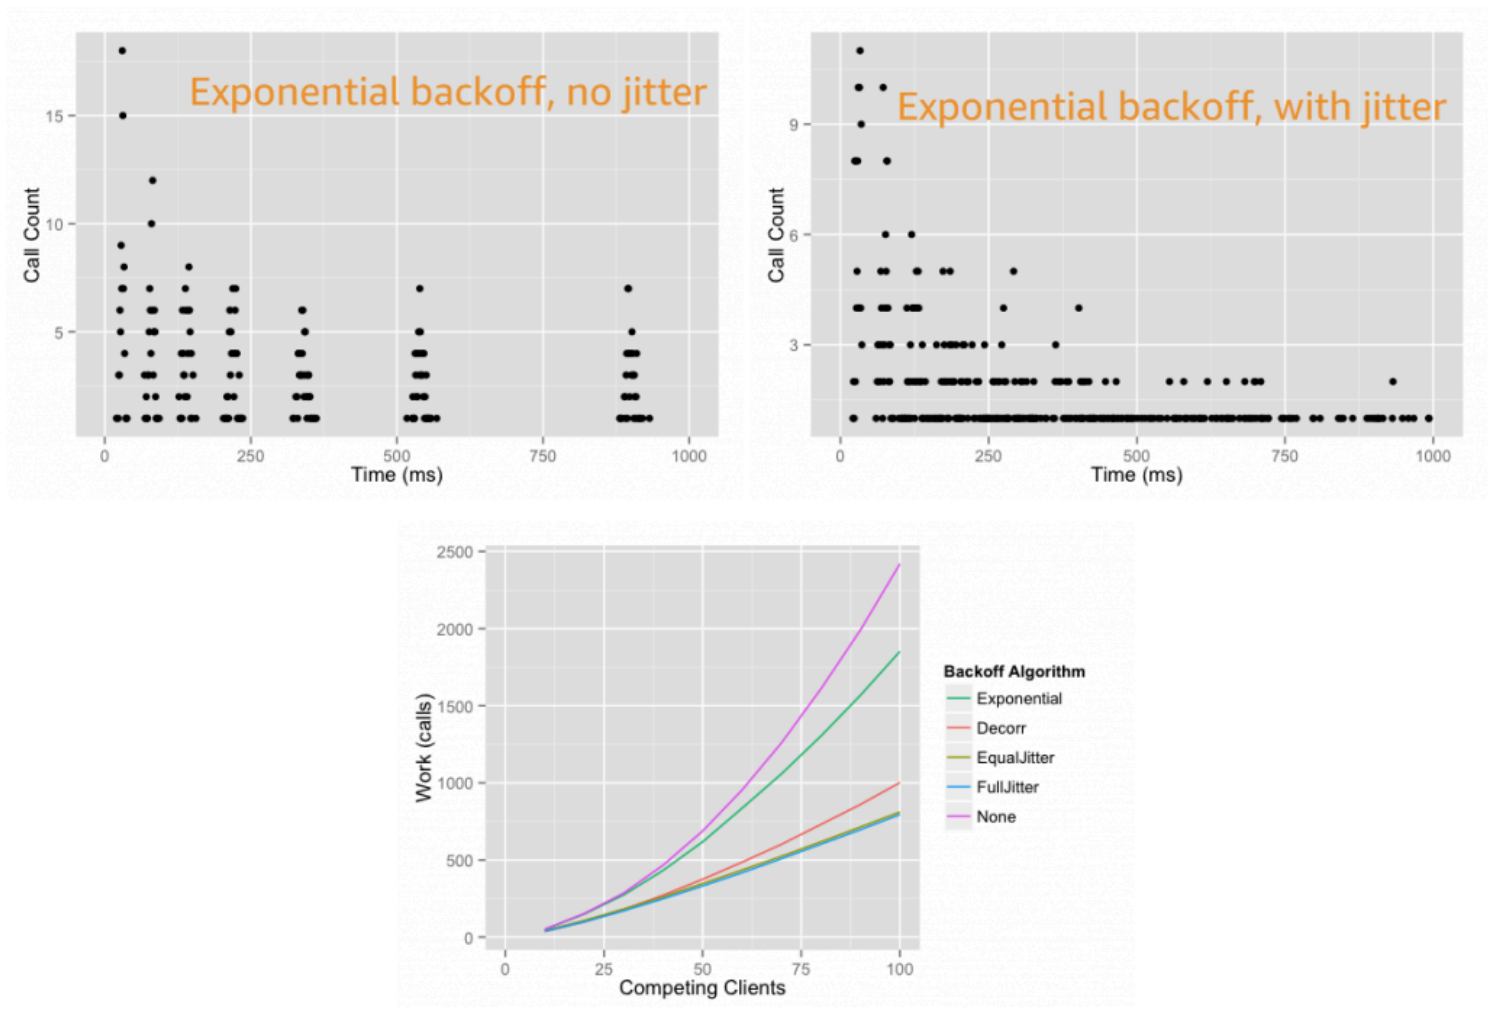 Exponential backoff, no jitter
Call Count
15
10
5
0 250 500 750 1000
Time (ms)
Exponential backoff, with jitter
Call Count
9
6
3
0 250 500 750 1000
Time (ms)
Work (calls)
2500
2000
1500
1000
500
0
0 25 50 75 100
Competing Clients
Backoff Algorithm
Exponential
Decorr
EqualJitter
FullJitter
None